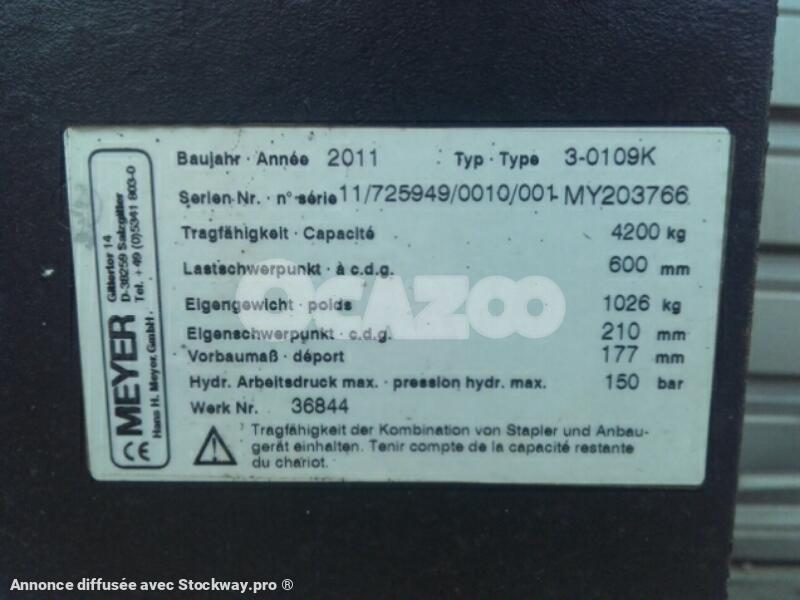 Baujahr · Année 2011 Typ · Type 3-0109K
Serien Nr. · n° série 11/725949/0010/001-MY203766
Tragfähigkeit · Capacité 4200 kg
Lastschwerpunkt · à c.d.g. 600 mm
Eigengewicht · poids 1026 kg
Eigenschwerpunkt · c.d.g. 210 mm
Vorbaumaß · déport 177 mm
Hydr. Arbeitsdruck max. · pression hydr. max. 150 bar
Werk Nr. 36844
Tragfähigkeit der Kombination von Stapler und Anbau-
gerät einhalten. Tenir compte de la capacité restante
du chariot.
MEYER
Hans H. Meyer GmbH
Gittertor 14
D-38259 Salzgitter
Tel. +49 (0)5341 803-0
CE
OCAZOO
Annonce diffusée avec Stockway.pro ®